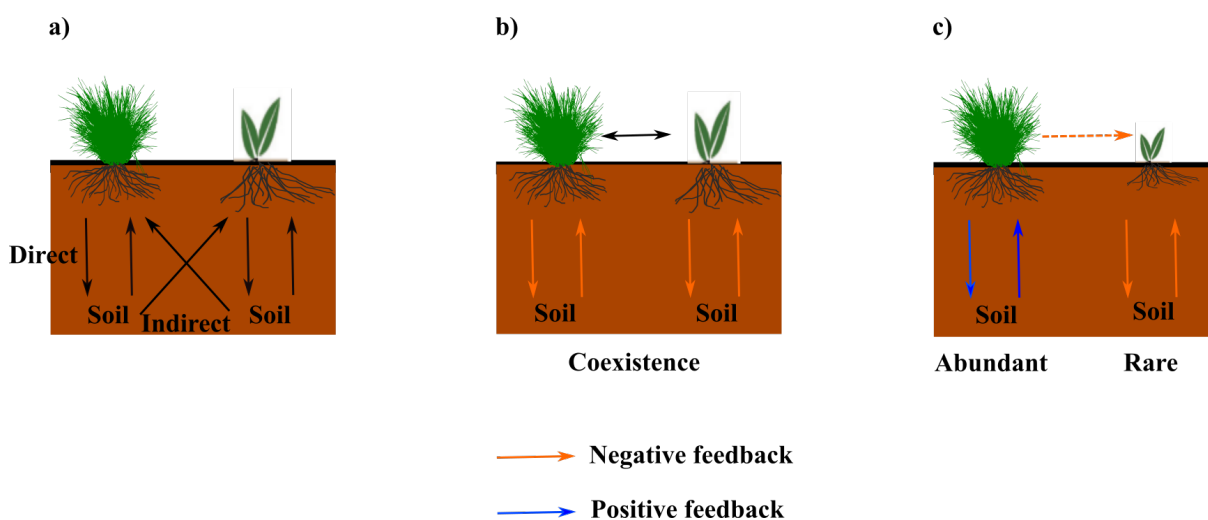 a)
b)
c)
Direct
Soil
Indirect
Soil
Soil
Soil
Soil
Soil
Coexistence
Abundant
Rare
Negative feedback
Positive feedback